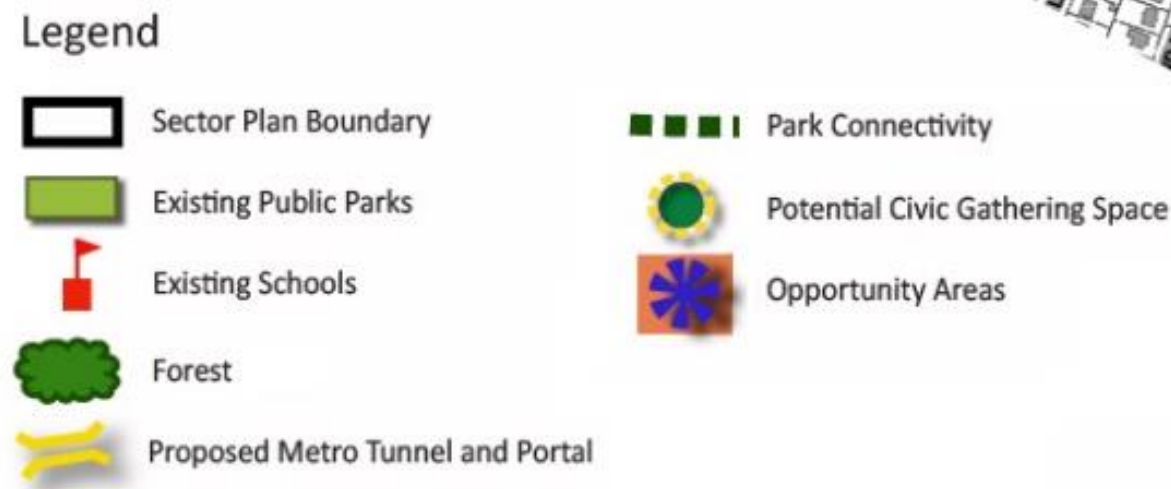 Legend
Sector Plan Boundary
Existing Public Parks
Existing Schools
Forest
Proposed Metro Tunnel and Portal
Park Connectivity
Potential Civic Gathering Space
Opportunity Areas